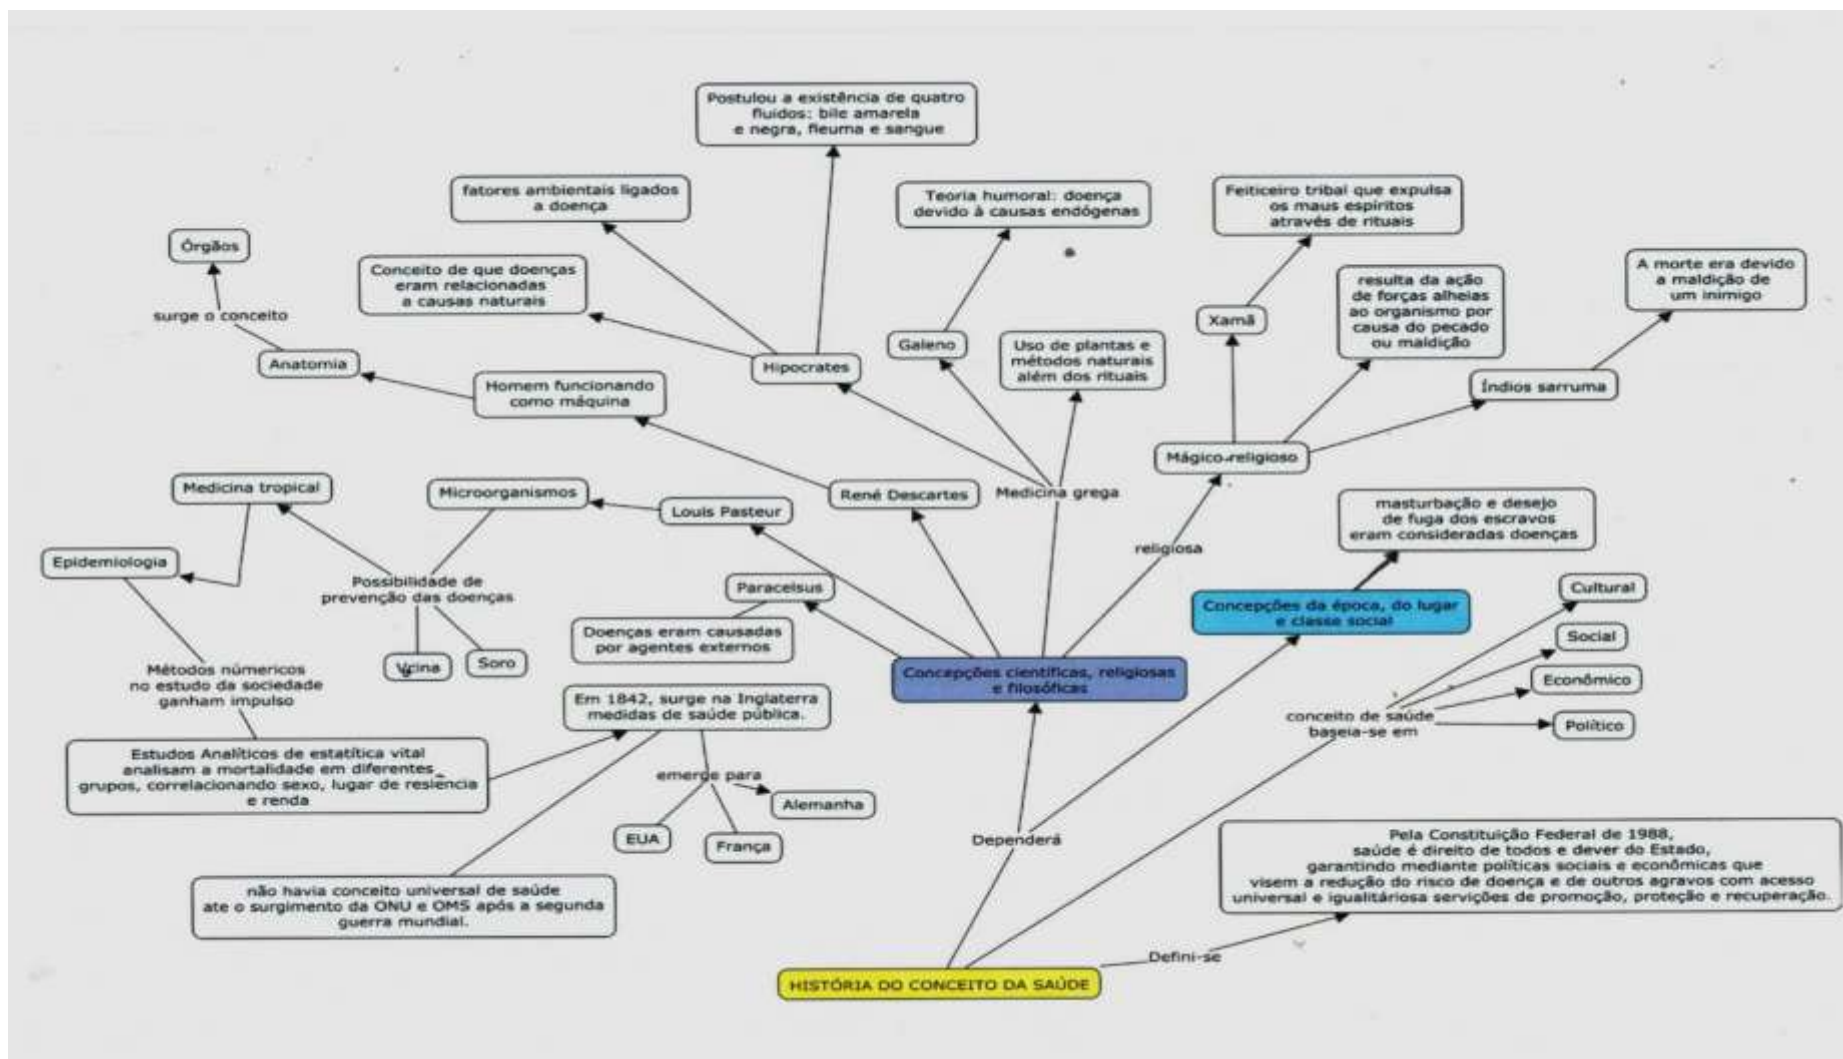 Postulou a existência de quatro
fluidos: bile amarela
e negra, fleuma e sangue
fatores ambientais ligados
a doença
Teoria humoral: doença
devido à causas endógenas
Feiticeiro tribal que expulsa
os maus espíritos
através de rituais
Órgãos
Conceito de que doenças
eram relacionadas
a causas naturais
resulta da ação
de forças alheias
ao organismo por
causa do pecado
ou maldição
A morte era devido
a maldição de
um inimigo
surge o conceito
Xamã
Galeno
Uso de plantas e
métodos naturais
além dos rituais
Anatomia
Hipocrates
Homem funcionando
como máquina
Índios sarruma
Mágico-religioso
Medicina tropical
Microorganismos
Louis Pasteur
René Descartes
Medicina grega
masturbação e desejo
de fuga dos escravos
eram consideradas doenças
religiosa
Epidemiologia
Possibilidade de
prevenção das doenças
Paracelsus
Concepções da época, do lugar
e classe social
Cultural
Social
Econômico
Político
conceito de saúde
baseia-se em
Doenças eram causadas
por agentes externos
Vcina
Soro
Concepções científicas, religiosas
e filosóficas
Métodos númericos
no estudo da sociedade
ganham impulso
Em 1842, surge na Inglaterra
medidas de saúde pública.
Estudos Analíticos de estatítica vital
analisam a mortalidade em diferentes
grupos, correlacionando sexo, lugar de resiência
e renda
emerge para
Alemanha
EUA
França
Dependerá
Pela Constituição Federal de 1988,
saúde é direito de todos e dever do Estado,
garantindo mediante políticas sociais e econômicas que
visem a redução do risco de doença e de outros agravos com acesso
universal e igualitáriosa servições de promoção, proteção e recuperação.
não havia conceito universal de saúde
ate o surgimento da ONU e OMS após a segunda
guerra mundial.
Defini-se
HISTÓRIA DO CONCEITO DA SAÚDE